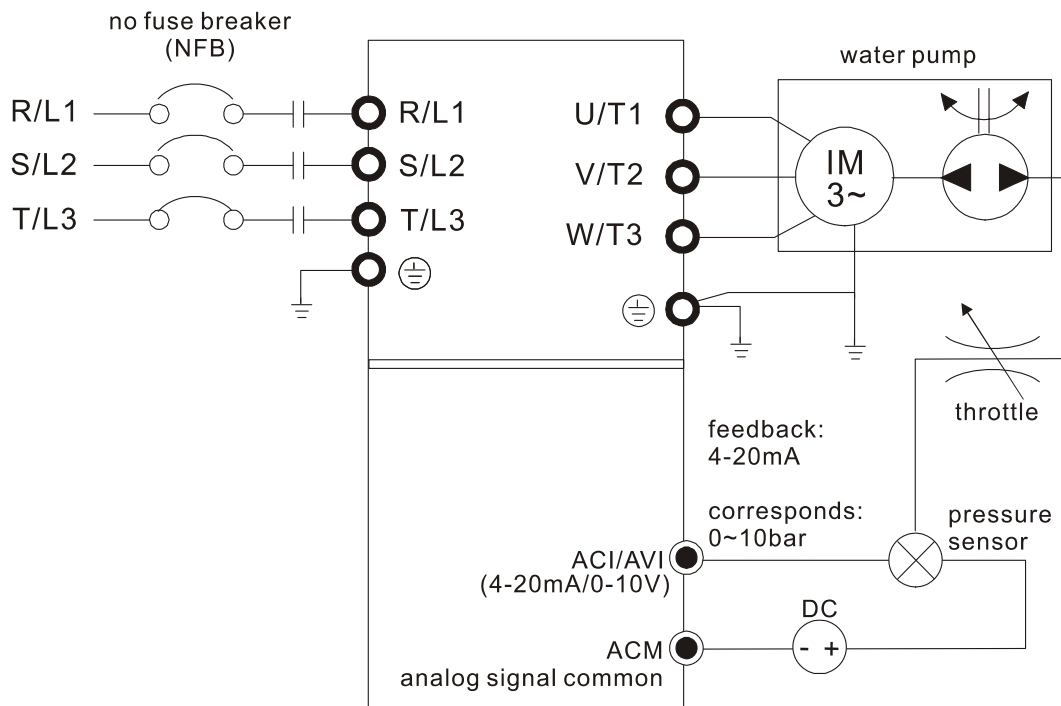 no fuse breaker
(NFB)
water pump
R/L1
R/L1
U/T1
S/L2
S/L2
V/T2
IM
3~
T/L3
T/L3
W/T3
throttle
feedback:
4-20mA
corresponds:
0~10bar
pressure
sensor
ACI/AVI
(4-20mA/0-10V)
DC
- +
ACM
analog signal common